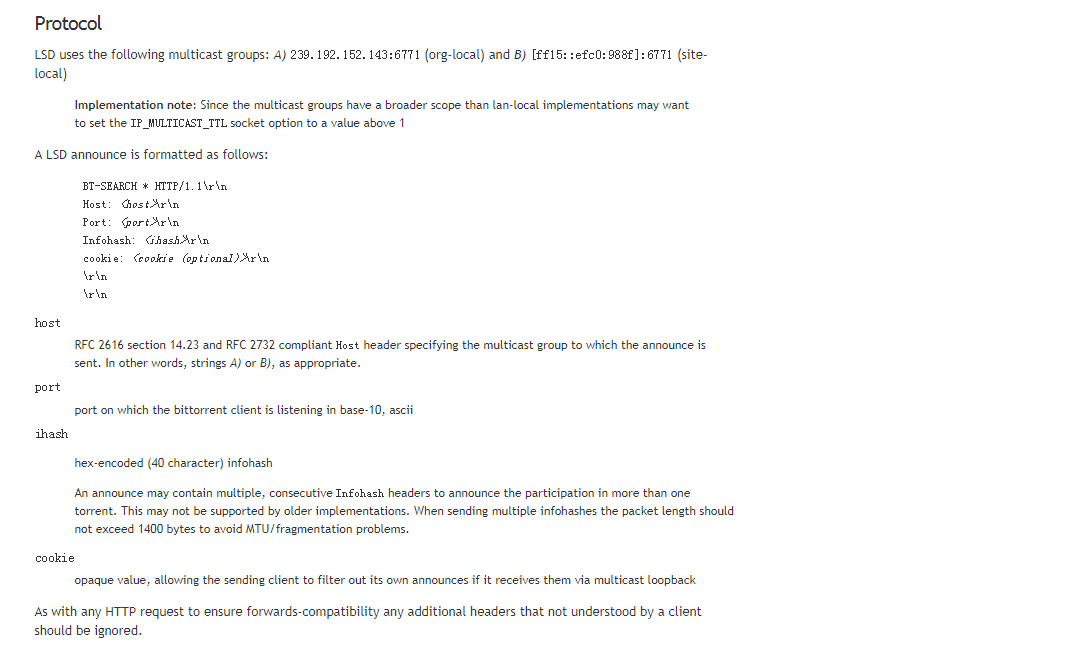 Protocol
LSD uses the following multicast groups: A) 239.192.152.143:6771 (org-local) and B) [ff15::efc0:988f]:6771 (site-
local)
Implementation note: Since the multicast groups have a broader scope than lan-local implementations may want
to set the IP_MULTICAST_TTL socket option to a value above 1
A LSD announce is formatted as follows:
BT-SEARCH * HTTP/1.1\r\n
Host: <host>\r\n
Port: <port>\r\n
Infohash: <ihash>\r\n
cookie: <cookie (optional)>\r\n
\r\n
\r\n
host
RFC 2616 section 14.23 and RFC 2732 compliant Host header specifying the multicast group to which the announce is
sent. In other words, strings A) or B), as appropriate.
port
port on which the bittorrent client is listening in base-10, ascii
ihash
hex-encoded (40 character) infohash
An announce may contain multiple, consecutive Infohash headers to announce the participation in more than one
torrent. This may not be supported by older implementations. When sending multiple infohashes the packet length should
not exceed 1400 bytes to avoid MTU/fragmentation problems.
cookie
opaque value, allowing the sending client to filter out its own announces if it receives them via multicast loopback
As with any HTTP request to ensure forwards-compatibility any additional headers that not understood by a client
should be ignored.